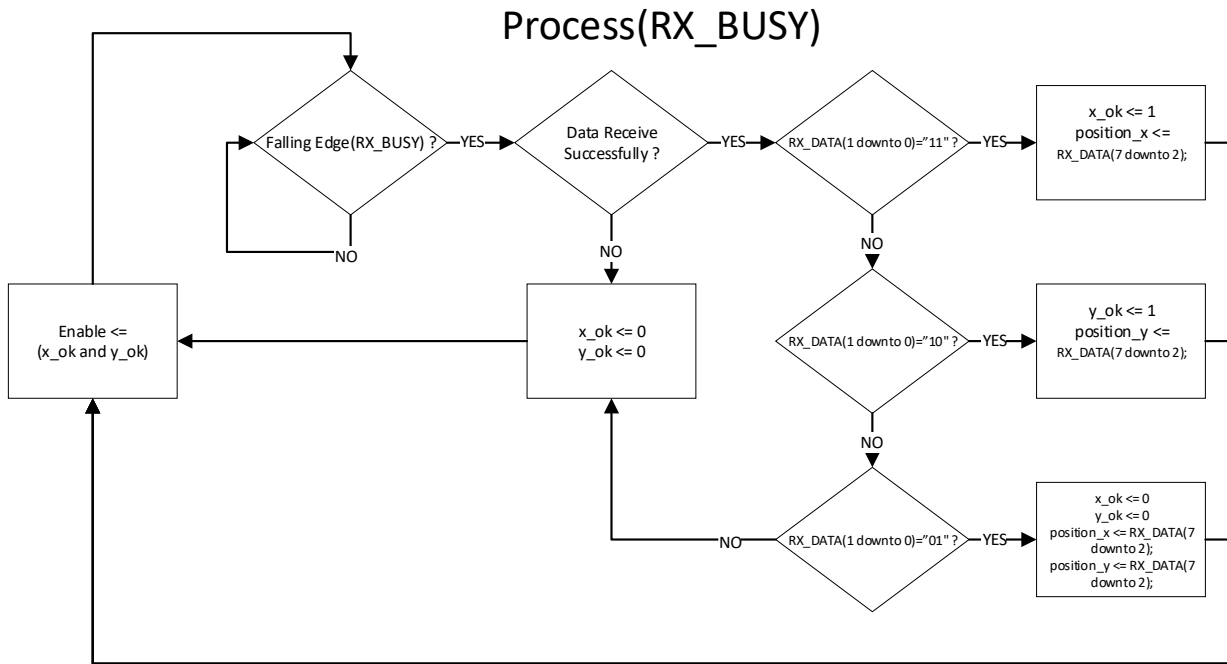 Process(RX_BUSY)
Falling Edge(RX_BUSY) ?
YES
NO
Data Receive
Successfully ?
YES
NO
RX_DATA(1 downto 0)=”11" ?
YES
NO
x_ok <= 1
position_x <=
RX_DATA(7 downto 2);
Enable <=
(x_ok and y_ok)
x_ok <= 0
y_ok <= 0
RX_DATA(1 downto 0)=”10" ?
YES
NO
y_ok <= 1
position_y <=
RX_DATA(7 downto 2);
RX_DATA(1 downto 0)=”01" ?
NO
YES
x_ok <= 0
y_ok <= 0
position_x <= RX_DATA(7
downto 2);
position_y <= RX_DATA(7
downto 2);